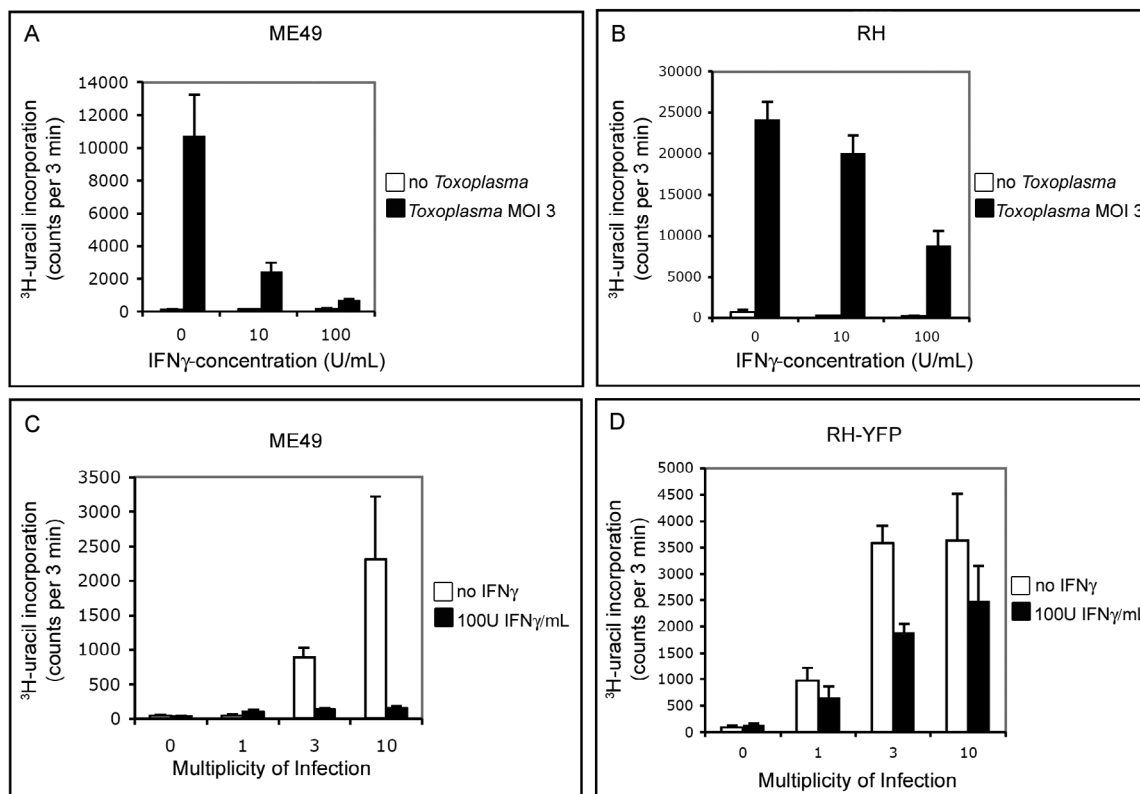 A
ME49
³H-uracil incorporation
(counts per 3 min)
14000
12000
10000
8000
6000
4000
2000
0
0 10 100
IFNγ-concentration (U/mL)
no Toxoplasma
Toxoplasma MOI 3
B
RH
³H-uracil incorporation
(counts per 3 min)
30000
25000
20000
15000
10000
5000
0
0 10 100
IFNγ-concentration (U/mL)
no Toxoplasma
Toxoplasma MOI 3
C
ME49
³H-uracil incorporation
(counts per 3 min)
3500
3000
2500
2000
1500
1000
500
0
0 1 3 10
Multiplicity of Infection
no IFNγ
100U IFNγ/mL
D
RH-YFP
³H-uracil incorporation
(counts per 3 min)
5000
4500
4000
3500
3000
2500
2000
1500
1000
500
0
0 1 3 10
Multiplicity of Infection
no IFNγ
100U IFNγ/mL